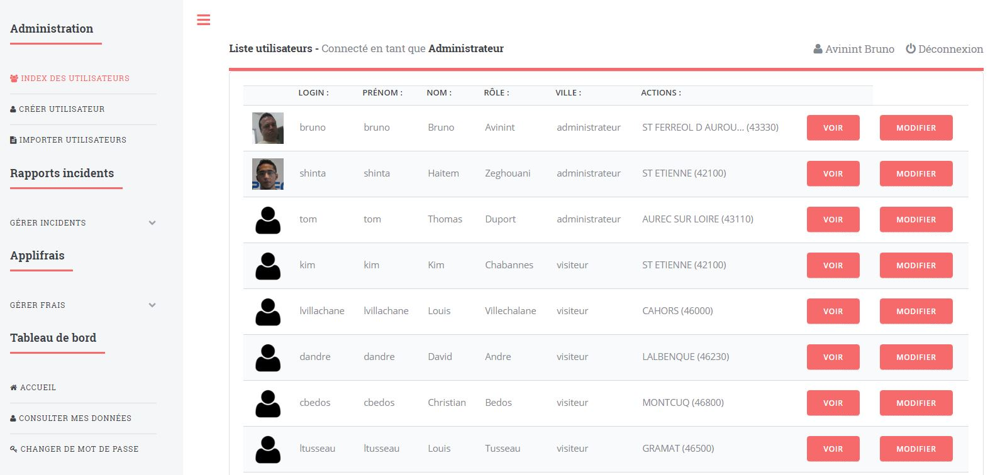 Administration
INDEX DES UTILISATEURS
CRÉER UTILISATEUR
IMPORTER UTILISATEURS
Rapports incidents
GÉRER INCIDENTS
Applifrais
GÉRER FRAIS
Tableau de bord
ACCUEIL
CONSULTER MES DONNÉES
CHANGER DE MOT DE PASSE
Liste utilisateurs - Connecté en tant que Administrateur
Avinint Bruno Déconnexion
LOGIN : PRÉNOM : NOM : RÔLE : VILLE : ACTIONS :
bruno bruno Bruno Avinint administrateur ST FERREOL D AUROU... (43330) VOIR MODIFIER
shinta shinta Haitem Zeghouani administrateur ST ETIENNE (42100) VOIR MODIFIER
tom tom Thomas Duport administrateur AUREC SUR LOIRE (43110) VOIR MODIFIER
kim kim Kim Chabannes visiteur ST ETIENNE (42100) VOIR MODIFIER
lvillachane lvillachane Louis Villechalane visiteur CAHORS (46000) VOIR MODIFIER
dandre dandre David Andre visiteur LALBENQUE (46230) VOIR MODIFIER
cbedos cbedos Christian Bedos visiteur MONTCUQ (46800) VOIR MODIFIER
ltusseau ltusseau Louis Tusseau visiteur GRAMAT (46500) VOIR MODIFIER